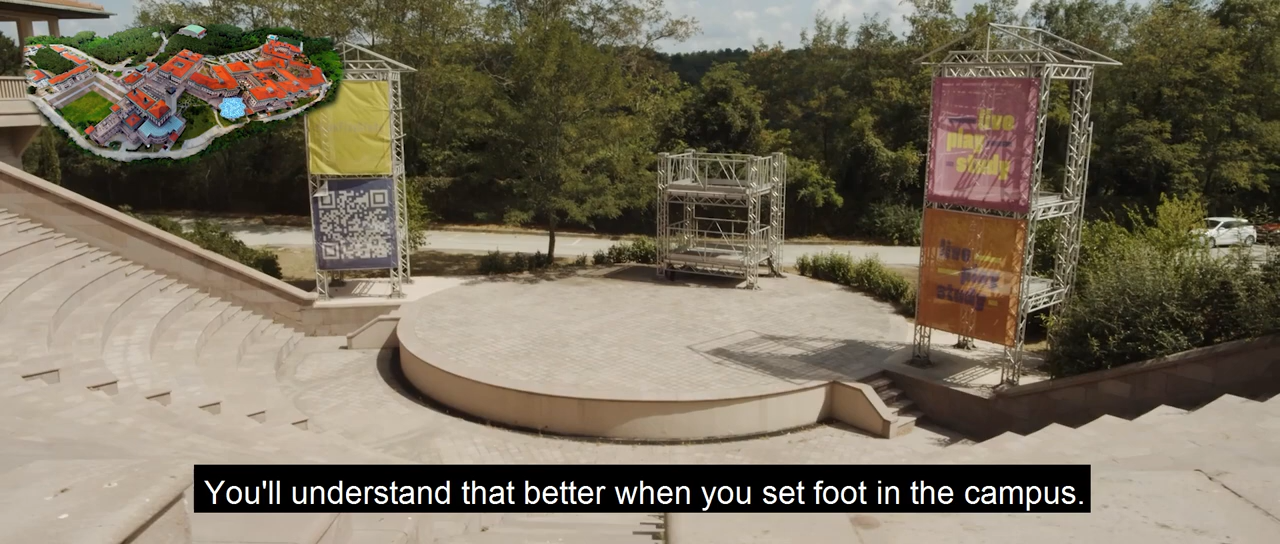 live
play
study
live
play
study
You'll understand that better when you set foot in the campus.